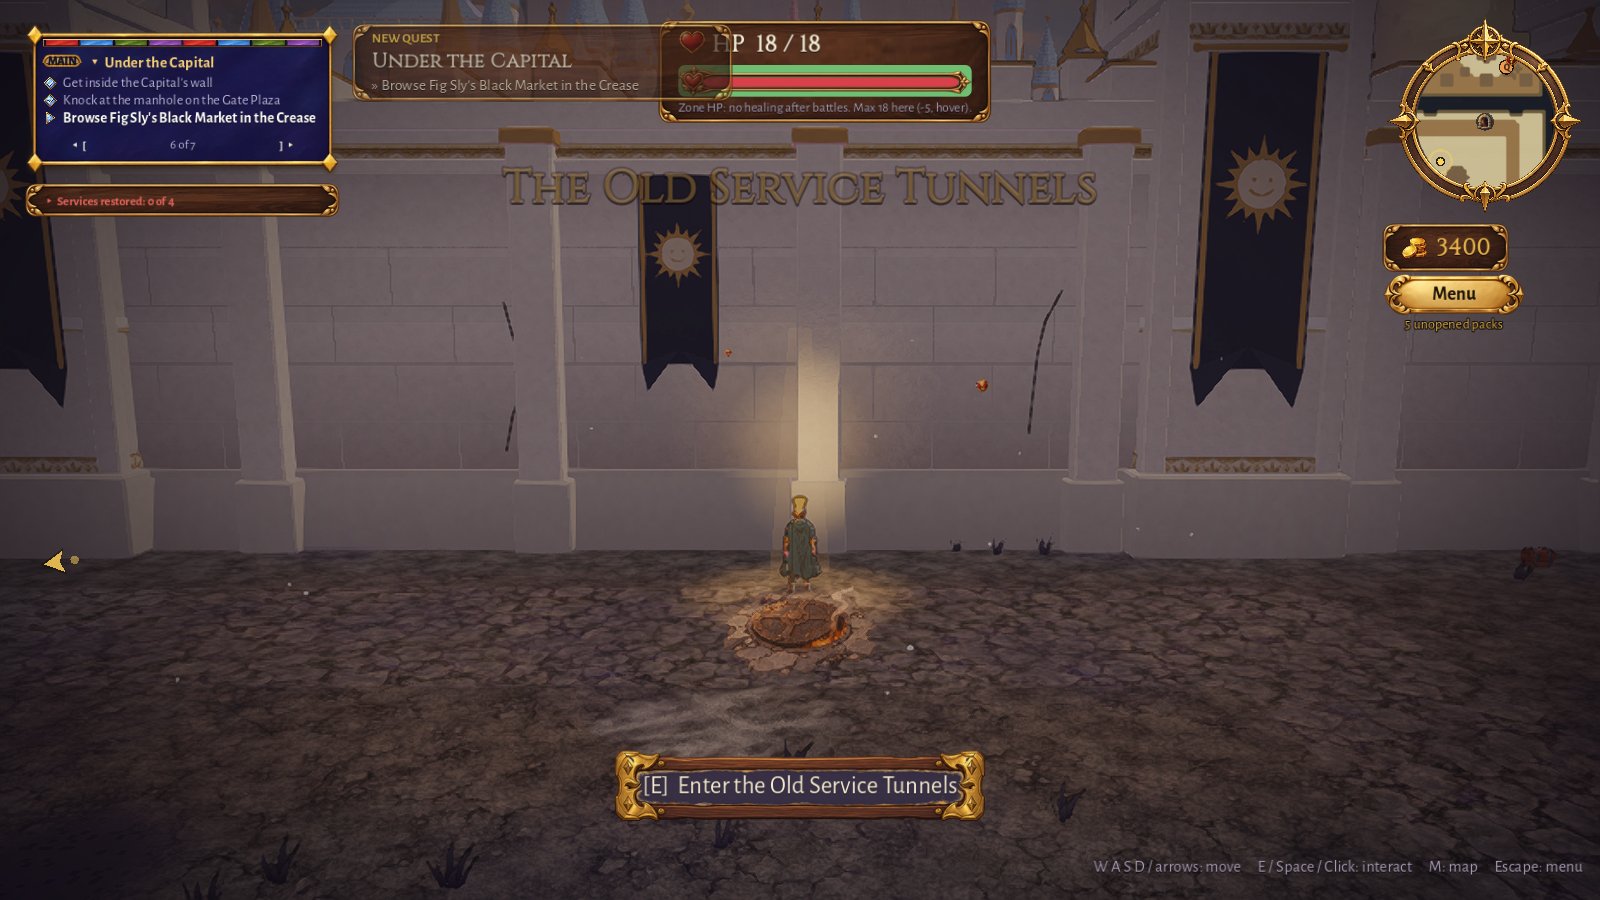 MAIN ▼ Under the Capital
Get inside the Capital's wall
Knock at the manhole on the Gate Plaza
Browse Fig Sly's Black Market in the Crease
◂ [ 6 of 7 ] ▸
▸ Services restored: 0 of 4
NEW QUEST
UNDER THE CAPITAL
» Browse Fig Sly's Black Market in the Crease
HP 18 / 18
Zone HP: no healing after battles. Max 18 here (-5, hover).
THE OLD SERVICE TUNNELS
3400
Menu
5 unopened packs
[E] Enter the Old Service Tunnels
W A S D / arrows: move E / Space / Click: interact M: map Escape: menu